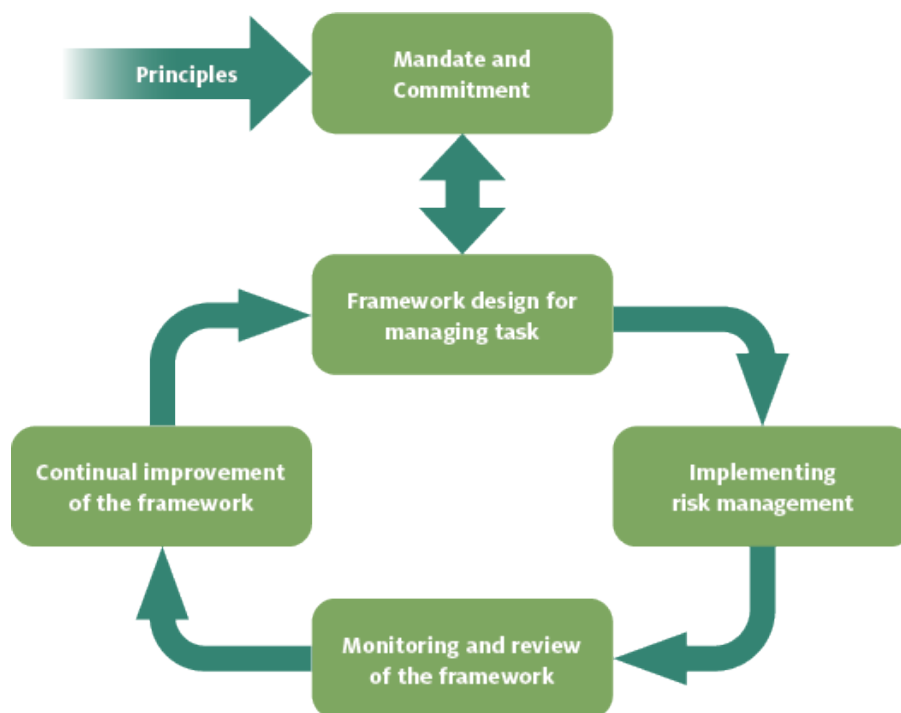 Principles
Mandate and
Commitment
Framework design for
managing task
Continual improvement
of the framework
Implementing
risk management
Monitoring and review
of the framework